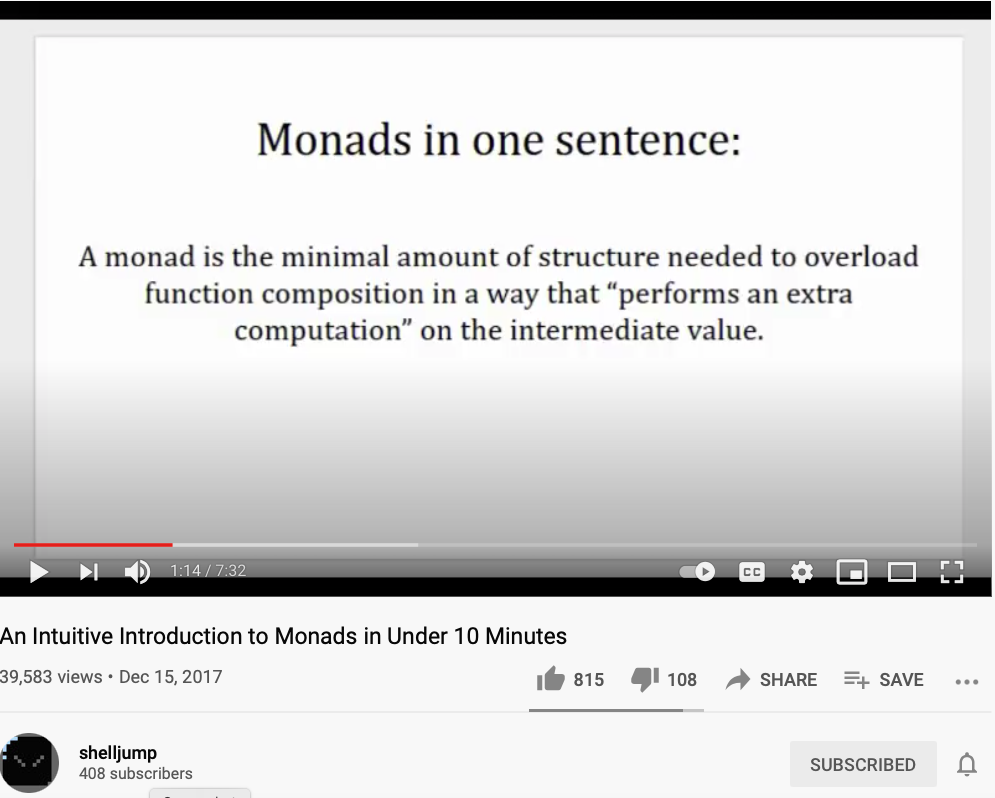 Monads in one sentence:
A monad is the minimal amount of structure needed to overload
function composition in a way that “performs an extra
computation” on the intermediate value.
1:14 / 7:32
CC
An Intuitive Introduction to Monads in Under 10 Minutes
39,583 views • Dec 15, 2017
815 108 SHARE SAVE
shelljump
408 subscribers
SUBSCRIBED